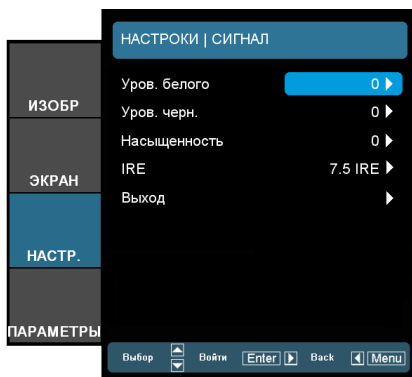 НАСТРОКИ | СИГНАЛ
ИЗОБР
ЭКРАН
НАСТР.
ПАРАМЕТРЫ
Уров. белого 0
Уров. черн. 0
Насыщенность 0
IRE 7.5 IRE
Выход
Выбор Войти Enter Back Menu